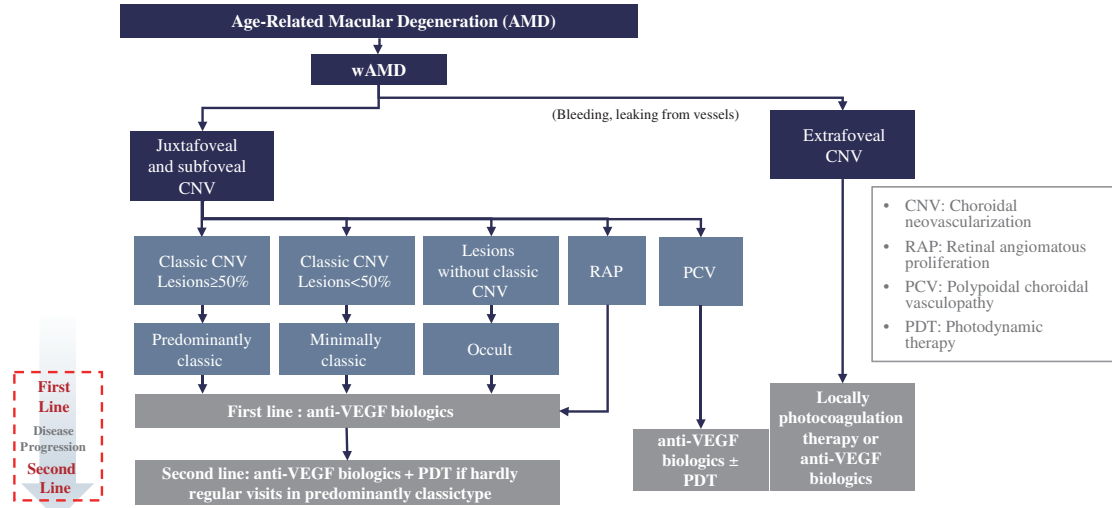 Age-Related Macular Degeneration (AMD)
wAMD
(Bleeding, leaking from vessels)
Juxtafoveal
and subfoveal
CNV
Extrafoveal
CNV
• CNV: Choroidal
neovascularization
• RAP: Retinal angiomatous
proliferation
• PCV: Polypoidal choroidal
vasculopathy
• PDT: Photodynamic
therapy
Classic CNV
Lesions≥50%
Classic CNV
Lesions<50%
Lesions
without classic
CNV
RAP
PCV
Predominantly
classic
Minimally
classic
Occult
First
Line
Disease
Progression
Second
Line
First line : anti-VEGF biologics
Second line: anti-VEGF biologics + PDT if hardly
regular visits in predominantly classictype
anti-VEGF
biologics ±
PDT
Locally
photocoagulation
therapy or
anti-VEGF
biologics